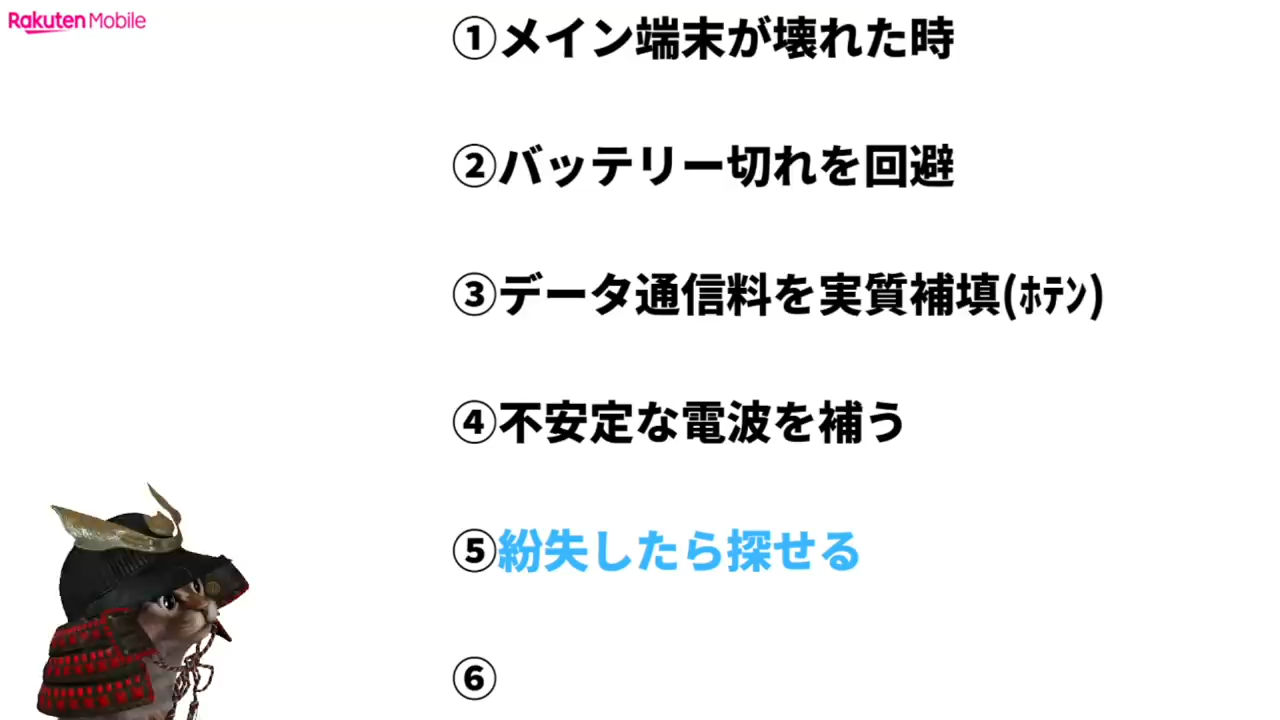 Rakuten Mobile
①メイン端末が壊れた時
②バッテリー切れを回避
③データ通信料を実質補填(ﾎﾃﾝ)
④不安定な電波を補う
⑤紛失したら探せる
⑥